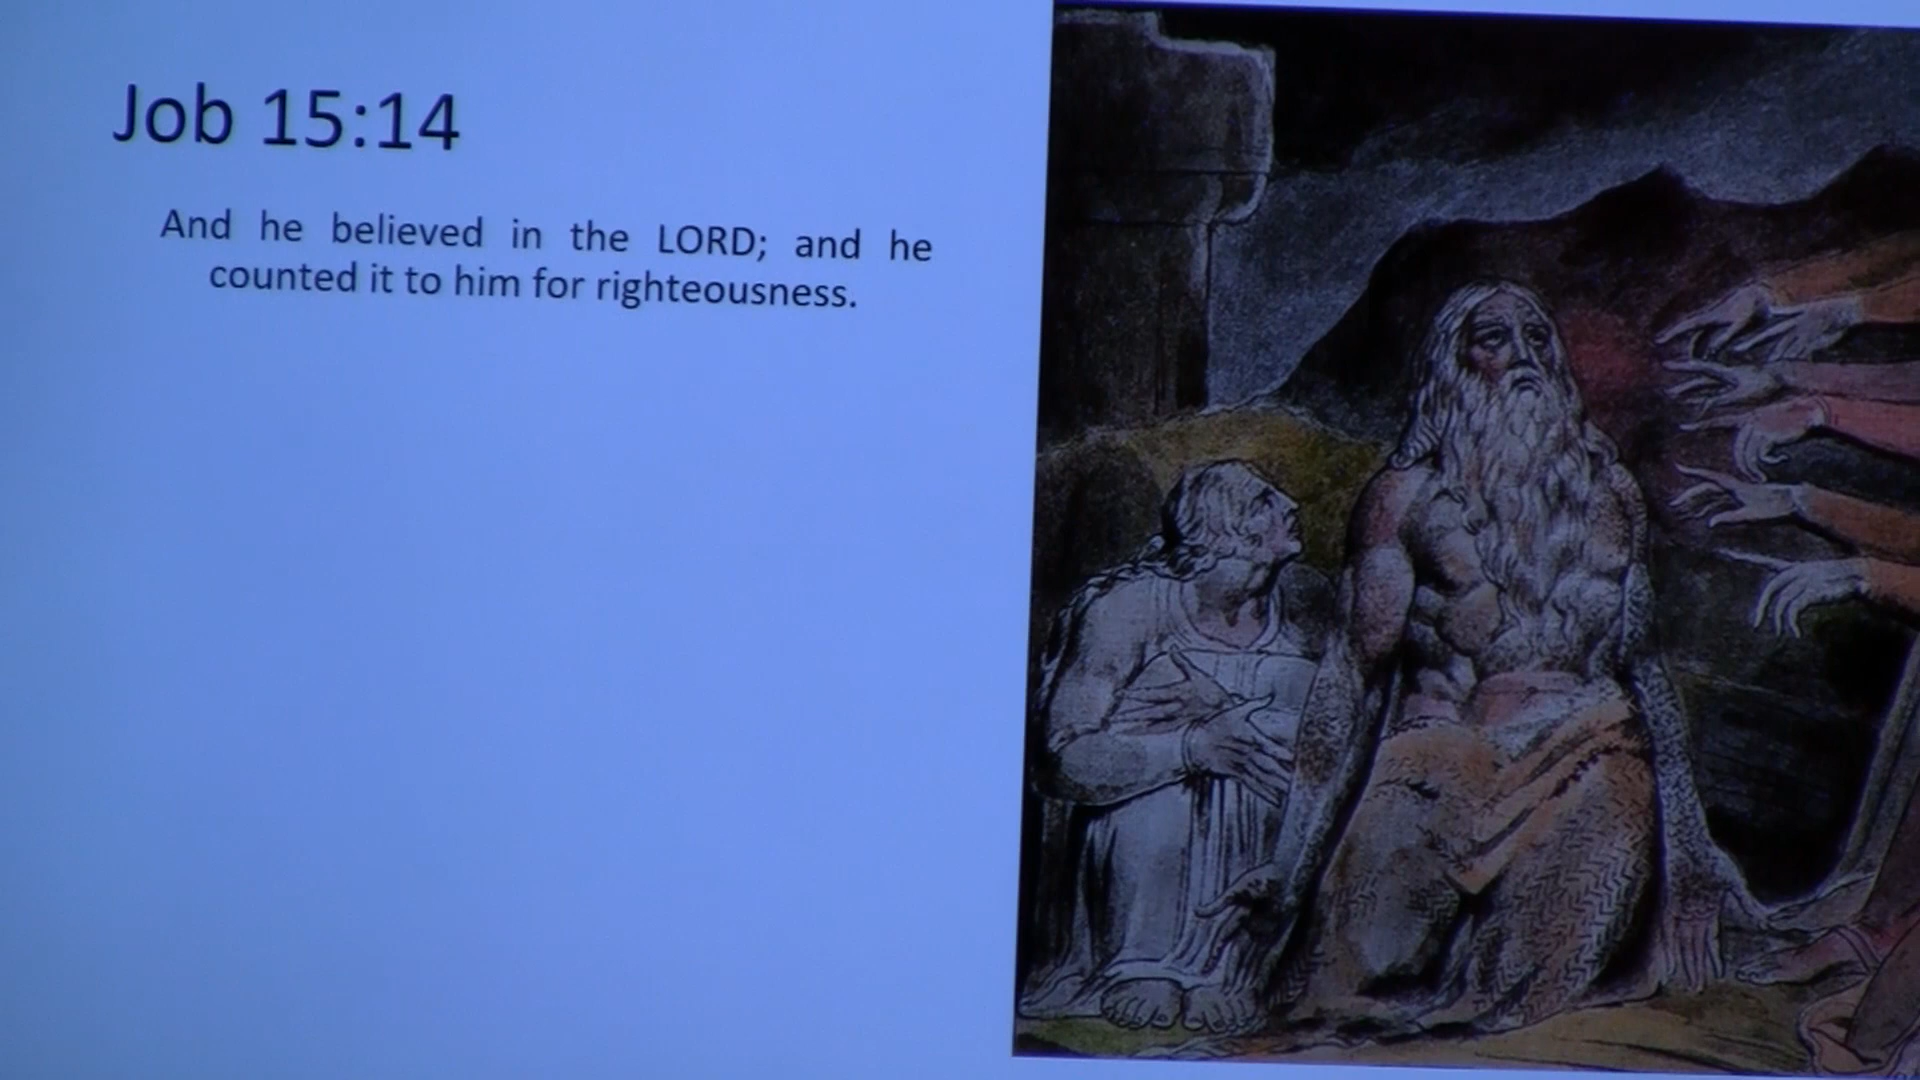 Job 15:14
And he believed in the LORD; and he
counted it to him for righteousness.